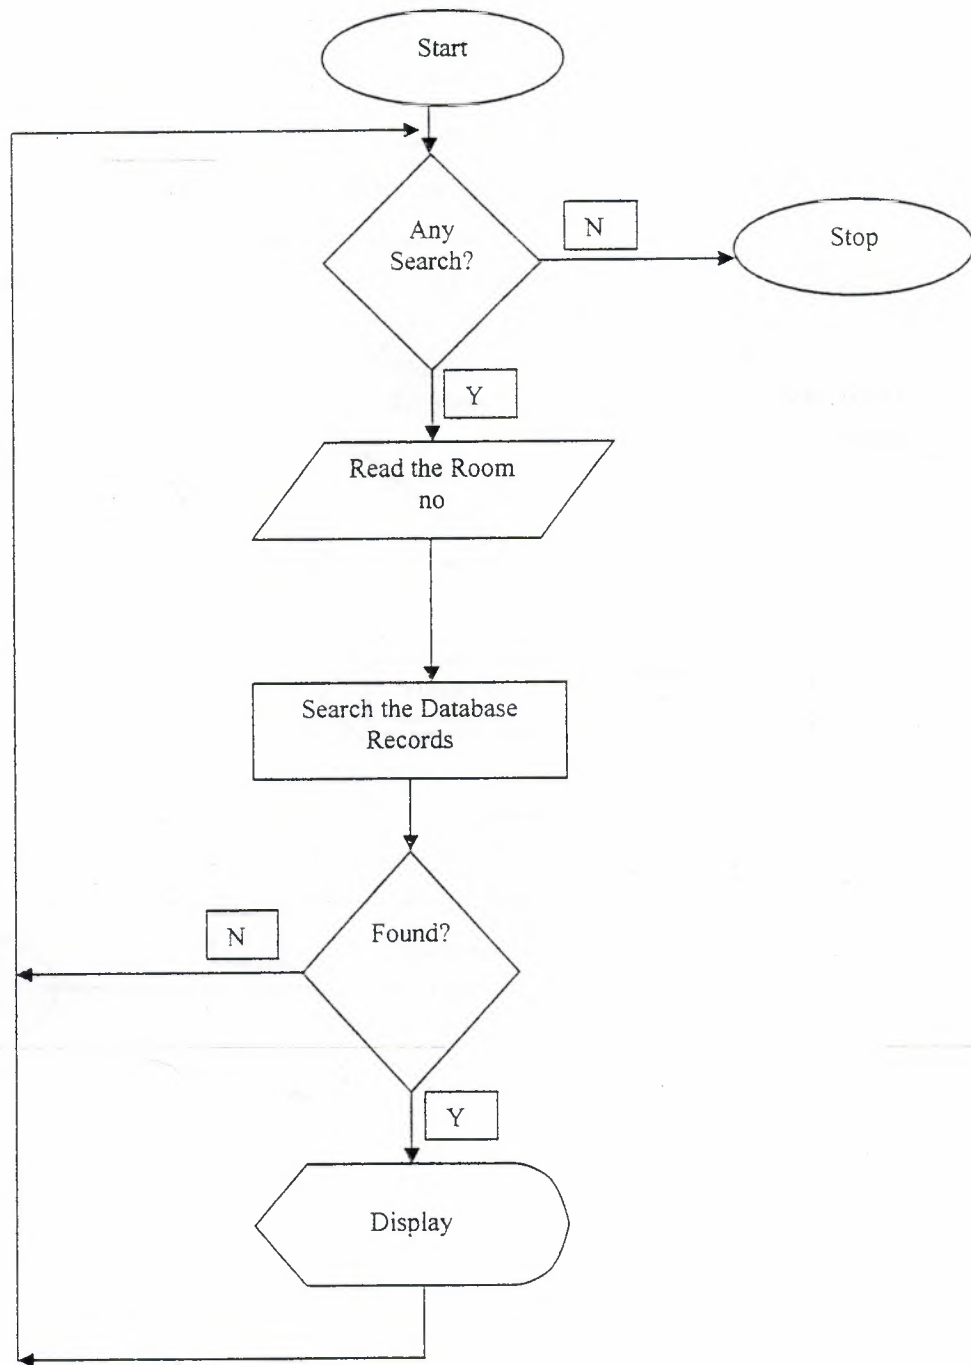 Start
Any
Search?
N
Stop
Y
Read the Room
no
Search the Database
Records
Found?
N
Y
Display